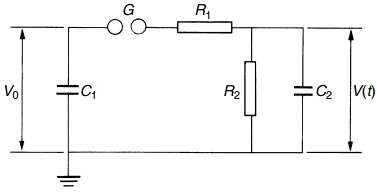 G R₁
V₀ C₁ R₂ C₂ V(t)